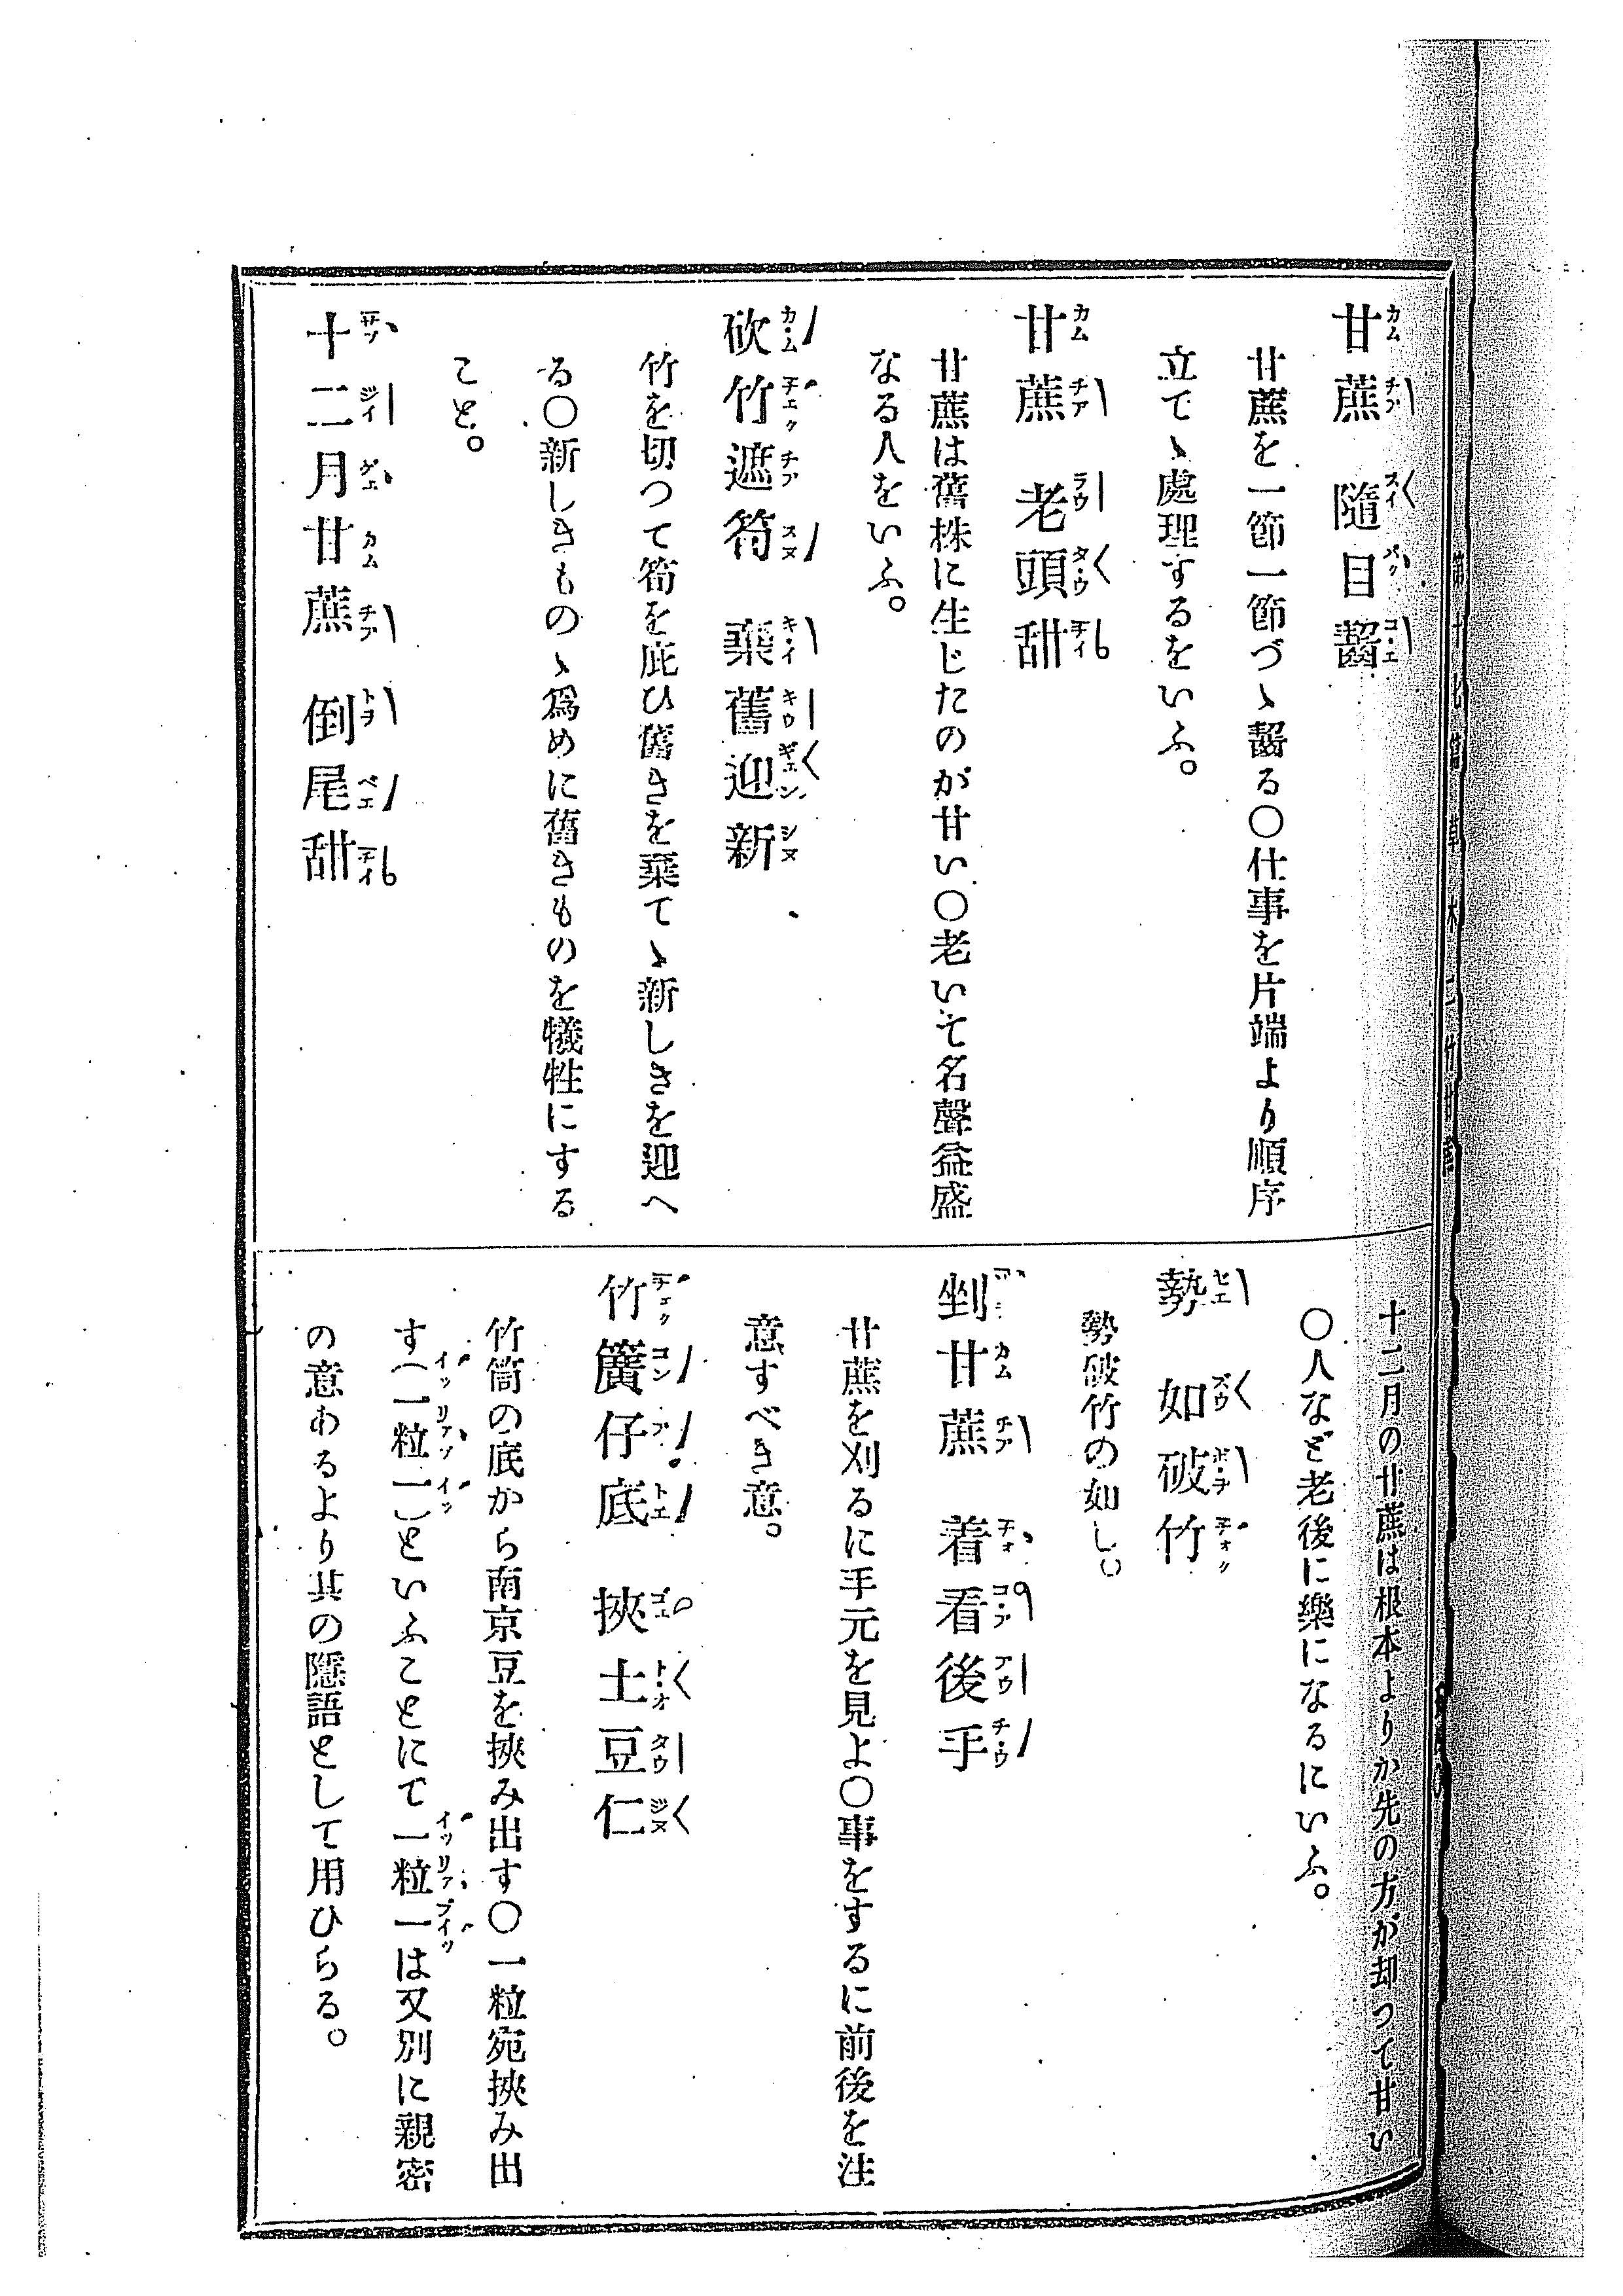 甘蔗　隨目齧
甘蔗を一節一節づゝ齧る〇仕事を片端より順序
立てゝ處理するをいふ。
甘蔗　老頭甜
甘蔗は舊株に生じたのが甘い〇老いて名聲益盛
なる人をいふ。
砍竹遮筍　棄舊迎新
竹を切つて筍を庇ひ舊きを棄てゝ新しきを迎へ
る〇新しきものゝ爲めに舊きものを犧牲にする
こと。
十二月甘蔗　倒尾甜
十二月の甘蔗は根本よりか先の方が却つて甘い
〇人など老後に樂になるにいふ。
勢　如破竹
勢破竹の如し。
剉甘蔗　着看後手
甘蔗を刈るに手元を見よ〇事をするに前後を注
意すべき意。
竹篢仔底　挾土豆仁
竹筒の底から南京豆を挾み出す〇一粒宛挾み出
す（一粒一）といふことにて一粒一は又別に親密
の意あるより其の隱語として用ひらる。